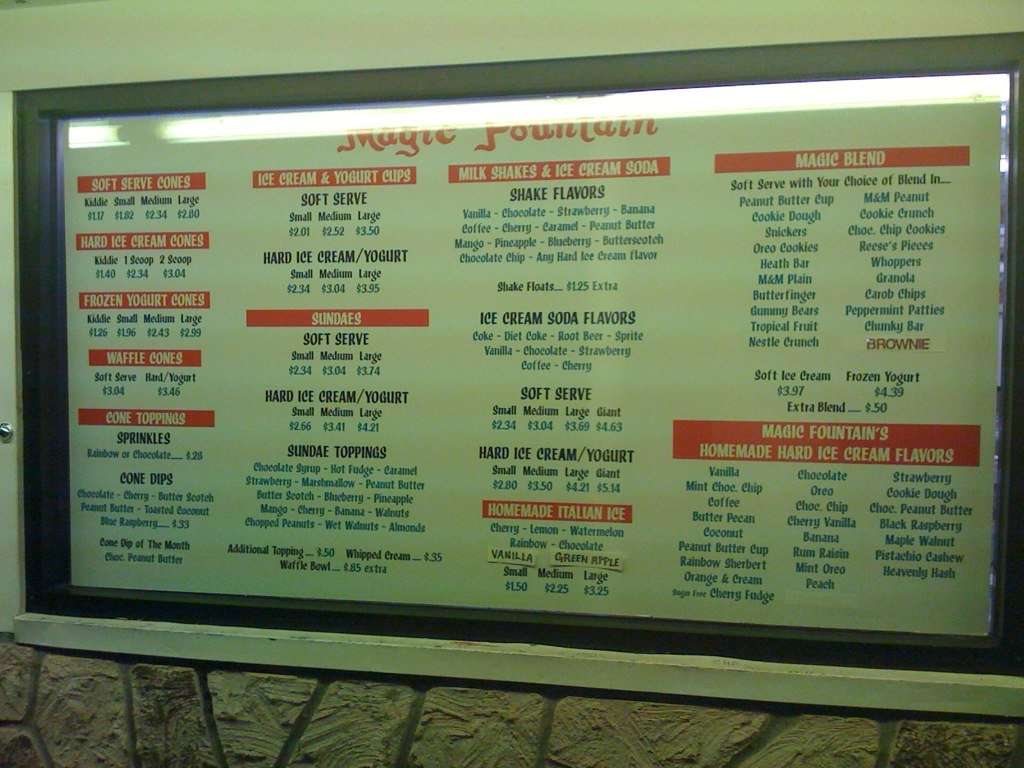 Magic Fountain
SOFT SERVE CONES
Kiddie Small Medium Large
$1.17 $1.82 $2.34 $2.80
HARD ICE CREAM CONES
Kiddie 1 Scoop 2 Scoop
$1.40 $2.34 $3.04
FROZEN YOGURT CONES
Kiddie Small Medium Large
$1.26 $1.96 $2.43 $2.99
WAFFLE CONES
Soft Serve Hard/Yogurt
$3.04 $3.46
CONE TOPPINGS
SPRINKLES
Rainbow or Chocolate..... $.28
CONE DIPS
Chocolate - Cherry - Butter Scotch
Peanut Butter - Toasted Coconut
Blue Raspberry..... $.33
Cone Dip of The Month
Choc. Peanut Butter
ICE CREAM & YOGURT CUPS
SOFT SERVE
Small Medium Large
$2.01 $2.52 $3.50
HARD ICE CREAM/YOGURT
Small Medium Large
$2.34 $3.04 $3.95
SUNDAES
SOFT SERVE
Small Medium Large
$2.34 $3.04 $3.74
HARD ICE CREAM/YOGURT
Small Medium Large
$2.66 $3.41 $4.21
SUNDAE TOPPINGS
Chocolate Syrup - Hot Fudge - Caramel
Strawberry - Marshmallow - Peanut Butter
Butter Scotch - Blueberry - Pineapple
Mango - Cherry - Banana - Walnuts
Chopped Peanuts - Wet Walnuts - Almonds
Additional Topping .... $.50 Whipped Cream .... $.35
Waffle Bowl .... $.85 extra
MILK SHAKES & ICE CREAM SODA
SHAKE FLAVORS
Vanilla - Chocolate - Strawberry - Banana
Coffee - Cherry - Caramel - Peanut Butter
Mango - Pineapple - Blueberry - Butterscotch
Chocolate Chip - Any Hard Ice Cream Flavor
Shake Floats.... $1.25 Extra
ICE CREAM SODA FLAVORS
Coke - Diet Coke - Root Beer - Sprite
Vanilla - Chocolate - Strawberry
Coffee - Cherry
SOFT SERVE
Small Medium Large Giant
$2.34 $3.04 $3.69 $4.63
HARD ICE CREAM/YOGURT
Small Medium Large Giant
$2.80 $3.50 $4.21 $5.14
HOMEMADE ITALIAN ICE
Cherry - Lemon - Watermelon
Rainbow - Chocolate
VANILLA GREEN APPLE
Small Medium Large
$1.50 $2.25 $3.25
MAGIC BLEND
Soft Serve with Your Choice of Blend In....
Peanut Butter Cup M&M Peanut
Cookie Dough Cookie Crunch
Snickers Choc. Chip Cookies
Oreo Cookies Reese's Pieces
Heath Bar Whoppers
M&M Plain Granola
Butterfinger Carob Chips
Gummy Bears Peppermint Patties
Tropical Fruit Chunky Bar
Nestle Crunch BROWNIE
Soft Ice Cream Frozen Yogurt
$3.97 $4.39
Extra Blend .... $.50
MAGIC FOUNTAIN'S
HOMEMADE HARD ICE CREAM FLAVORS
Vanilla Chocolate Strawberry
Mint Choc. Chip Oreo Cookie Dough
Coffee Choc. Chip Choc. Peanut Butter
Butter Pecan Cherry Vanilla Black Raspberry
Coconut Banana Maple Walnut
Peanut Butter Cup Rum Raisin Pistachio Cashew
Rainbow Sherbert Mint Oreo Heavenly Hash
Orange & Cream Peach
Sugar Free Cherry Fudge